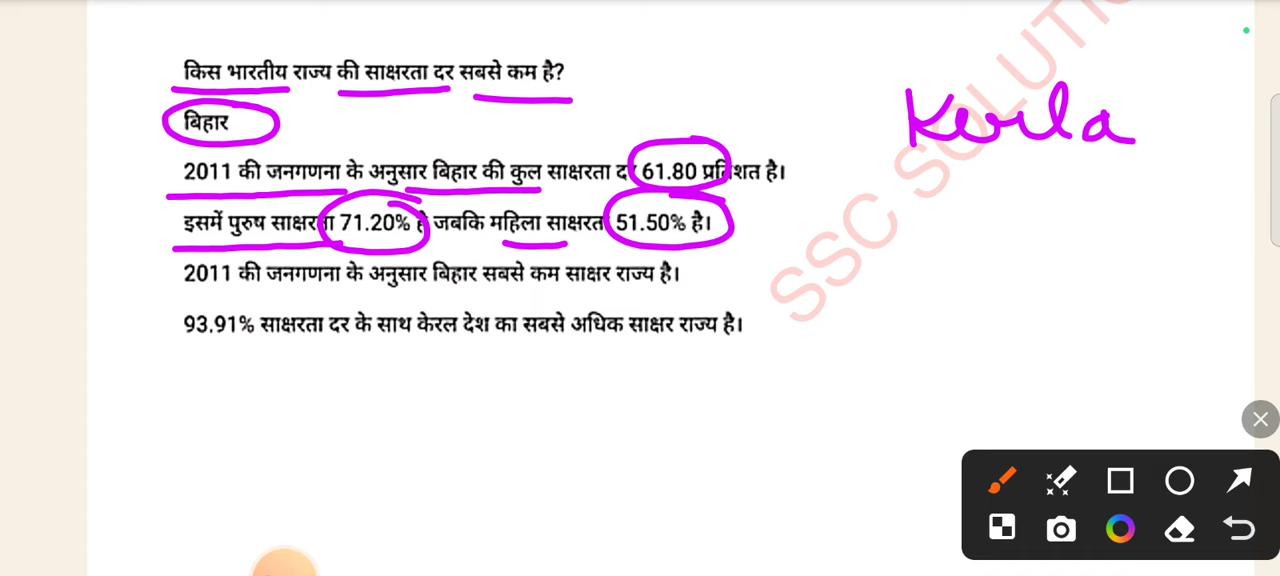 किस भारतीय राज्य की साक्षरता दर सबसे कम है?
बिहार
Kerla
2011 की जनगणना के अनुसार बिहार की कुल साक्षरता दर 61.80 प्रतिशत है।
इसमें पुरुष साक्षरता 71.20% है जबकि महिला साक्षरता 51.50% है।
2011 की जनगणना के अनुसार बिहार सबसे कम साक्षर राज्य है।
93.91% साक्षरता दर के साथ केरल देश का सबसे अधिक साक्षर राज्य है।
SSC SOLUTIO